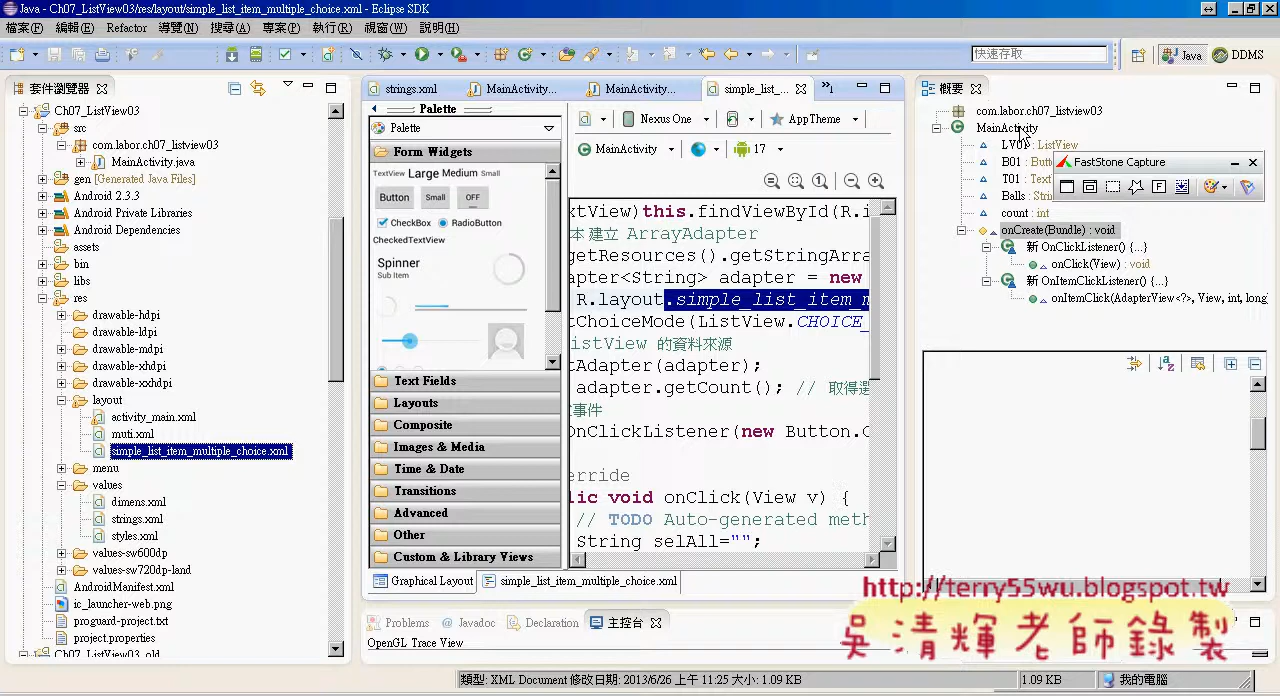 Java - Ch07_ListView03/res/layout/simple_list_item_multiple_choice.xml - Eclipse SDK
檔案(F) 編輯(E) Refactor 導覽(N) 搜尋(A) 專案(P) 執行(R) 視窗(W) 說明(H)
快速存取
Java
DDMS
套件瀏覽器
Ch07_ListView03
src
com.labor.ch07_listview03
MainActivity.java
gen [Generated Java Files]
Android 2.3.3
Android Private Libraries
Android Dependencies
assets
bin
libs
res
drawable-hdpi
drawable-ldpi
drawable-mdpi
drawable-xhdpi
drawable-xxhdpi
layout
activity_main.xml
muti.xml
simple_list_item_multiple_choice.xml
menu
values
dimens.xml
strings.xml
styles.xml
values-sw600dp
values-sw720dp-land
AndroidManifest.xml
ic_launcher-web.png
proguard-project.txt
project.properties
Ch07_ListView03_all
strings.xml
MainActivity...
MainActivity...
simple_list_...
»1
Palette
Palette
Form Widgets
TextView Large Medium Small
Button Small OFF
CheckBox RadioButton
CheckedTextView
Spinner
Sub Item
Text Fields
Layouts
Composite
Images & Media
Time & Date
Transitions
Advanced
Other
Custom & Library Views
Graphical Layout
simple_list_item_multiple_choice.xml
Nexus One
AppTheme
MainActivity
17
xtView)this.findViewById(R.i
本 建立 ArrayAdapter
getResources().getStringArra
apter<String> adapter = new
R.layout.simple_list_item_m
tChoiceMode(ListView.CHOICE_
ListView 的資料來源
tAdapter(adapter);
adapter.getCount(); // 取得選
事件
OnClickListener(new Button.O
erride
lic void onClick(View v) {
// TODO Auto-generated meth
String selAll="";
Problems
Javadoc
Declaration
主控台
OpenGL Trace View
概要
com.labor.ch07_listview03
MainActivity
LV01 : ListView
B01 : Butt
T01 : Text
Balls : Strin
count : int
onCreate(Bundle) : void
新 OnClickListener() {...}
onClick(View) : void
新 OnItemClickListener() {...}
onItemClick(AdapterView<?>, View, int, long)
FastStone Capture
http://terry55wu.blogspot.tw
吳清輝老師錄製
類型: XML Document 修改日期: 2013/6/26 上午 11:25 大小: 1.09 KB
1.09 KB
我的電腦